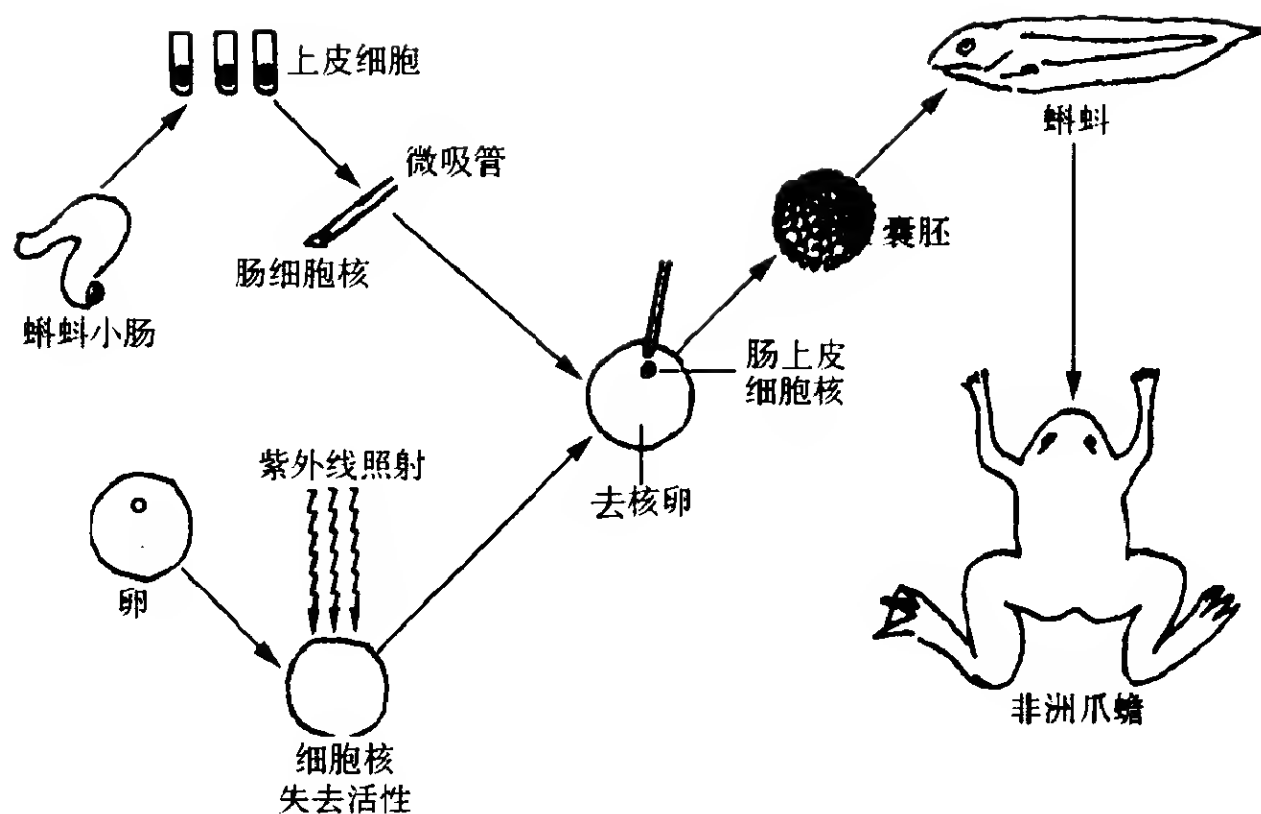 上皮细胞
微吸管
肠细胞核
蝌蚪小肠
蝌蚪
囊胚
肠上皮
细胞核
去核卵
紫外线照射
卵
细胞核
失去活性
非洲爪蟾